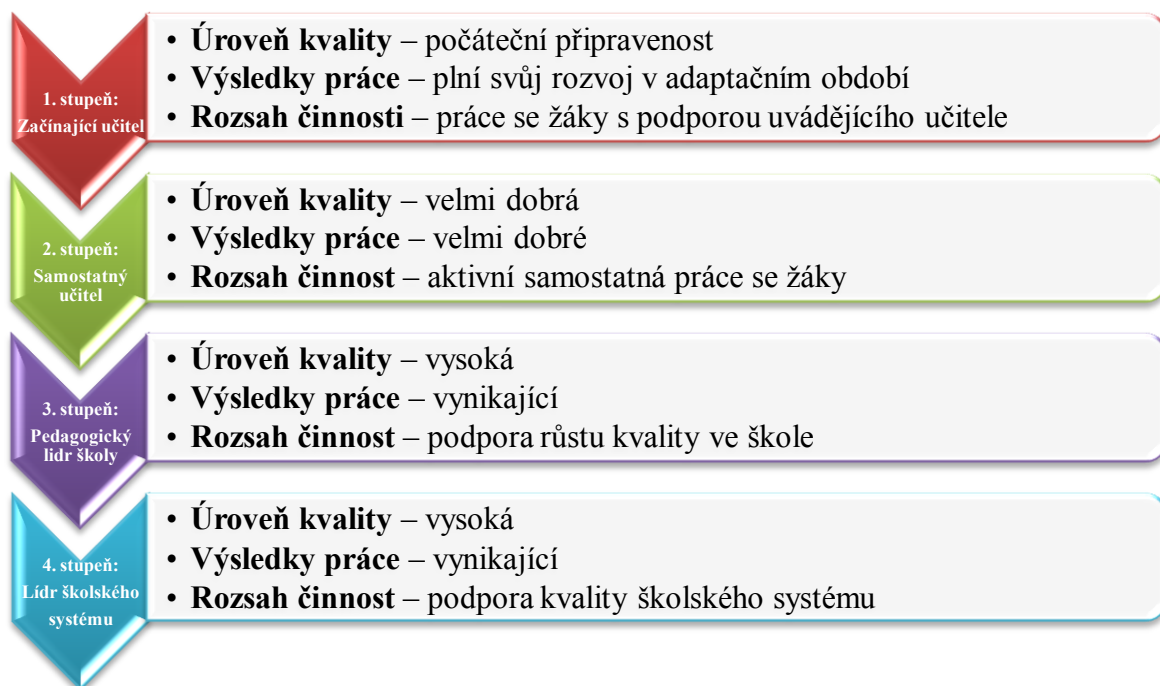 1. stupeň:
Začínající učitel
• Úroveň kvality – počáteční připravenost
• Výsledky práce – plní svůj rozvoj v adaptačním období
• Rozsah činnosti – práce se žáky s podporou uvádějícího učitele
2. stupeň:
Samostatný
učitel
• Úroveň kvality – velmi dobrá
• Výsledky práce – velmi dobré
• Rozsah činnost – aktivní samostatná práce se žáky
3. stupeň:
Pedagogický
lidr školy
• Úroveň kvality – vysoká
• Výsledky práce – vynikající
• Rozsah činnost – podpora růstu kvality ve škole
4. stupeň:
Lídr školského
systému
• Úroveň kvality – vysoká
• Výsledky práce – vynikající
• Rozsah činnost – podpora kvality školského systému